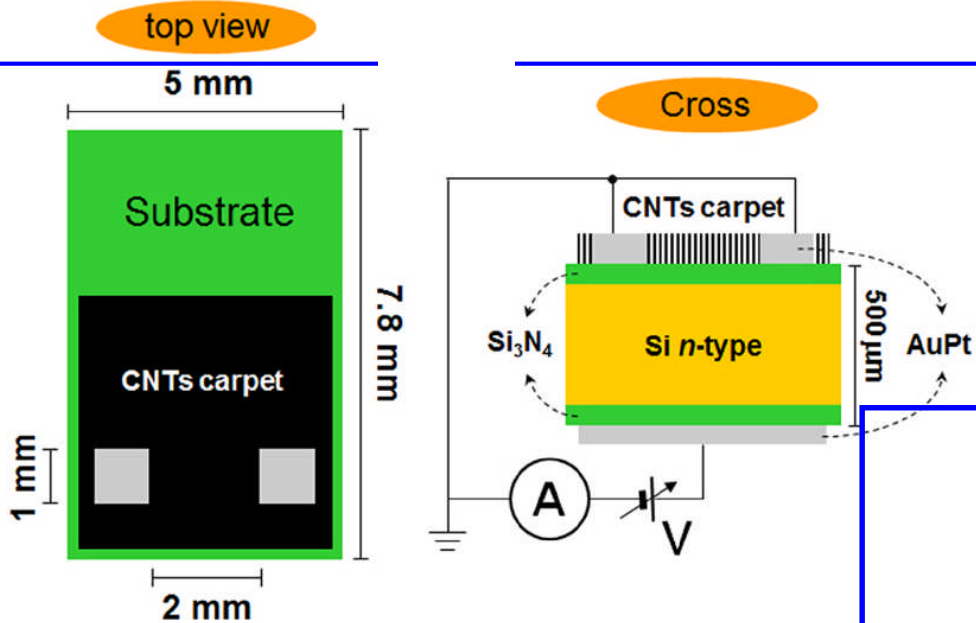 top view
5 mm
Substrate
CNTs carpet
1 mm
7.8 mm
2 mm
Cross
CNTs carpet
Si₃N₄
Si n-type
500 µm
AuPt
A
V